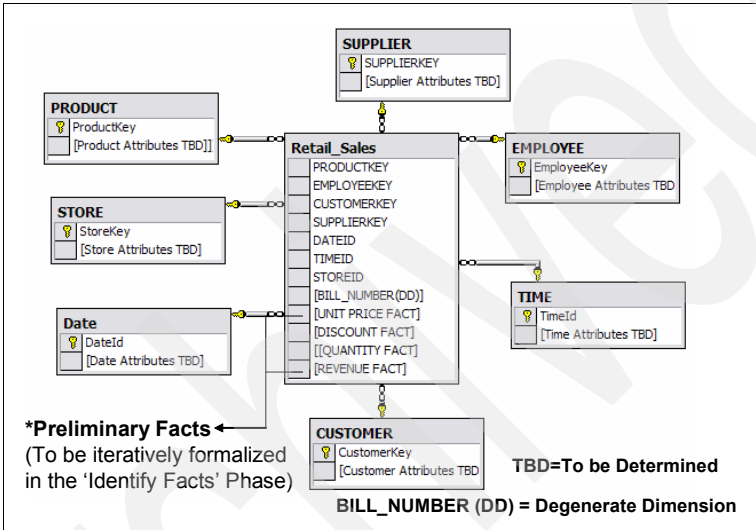 SUPPLIER
SUPPLIERKEY
[Supplier Attributes TBD]
PRODUCT
ProductKey
[Product Attributes TBD]]
Retail_Sales
PRODUCTKEY
EMPLOYEEKEY
CUSTOMERKEY
SUPPLIERKEY
DATEID
TIMEID
STOREID
[BILL_NUMBER(DD)]
[UNIT PRICE FACT]
[DISCOUNT FACT]
[[QUANTITY FACT]
[REVENUE FACT]
EMPLOYEE
EmployeeKey
[Employee Attributes TBD
STORE
StoreKey
[Store Attributes TBD]
TIME
TimeId
[Time Attributes TBD]
Date
DateId
[Date Attributes TBD]
*Preliminary Facts
(To be iteratively formalized
in the 'Identify Facts' Phase)
CUSTOMER
CustomerKey
[Customer Attributes TBD
TBD=To be Determined
BILL_NUMBER (DD) = Degenerate Dimension